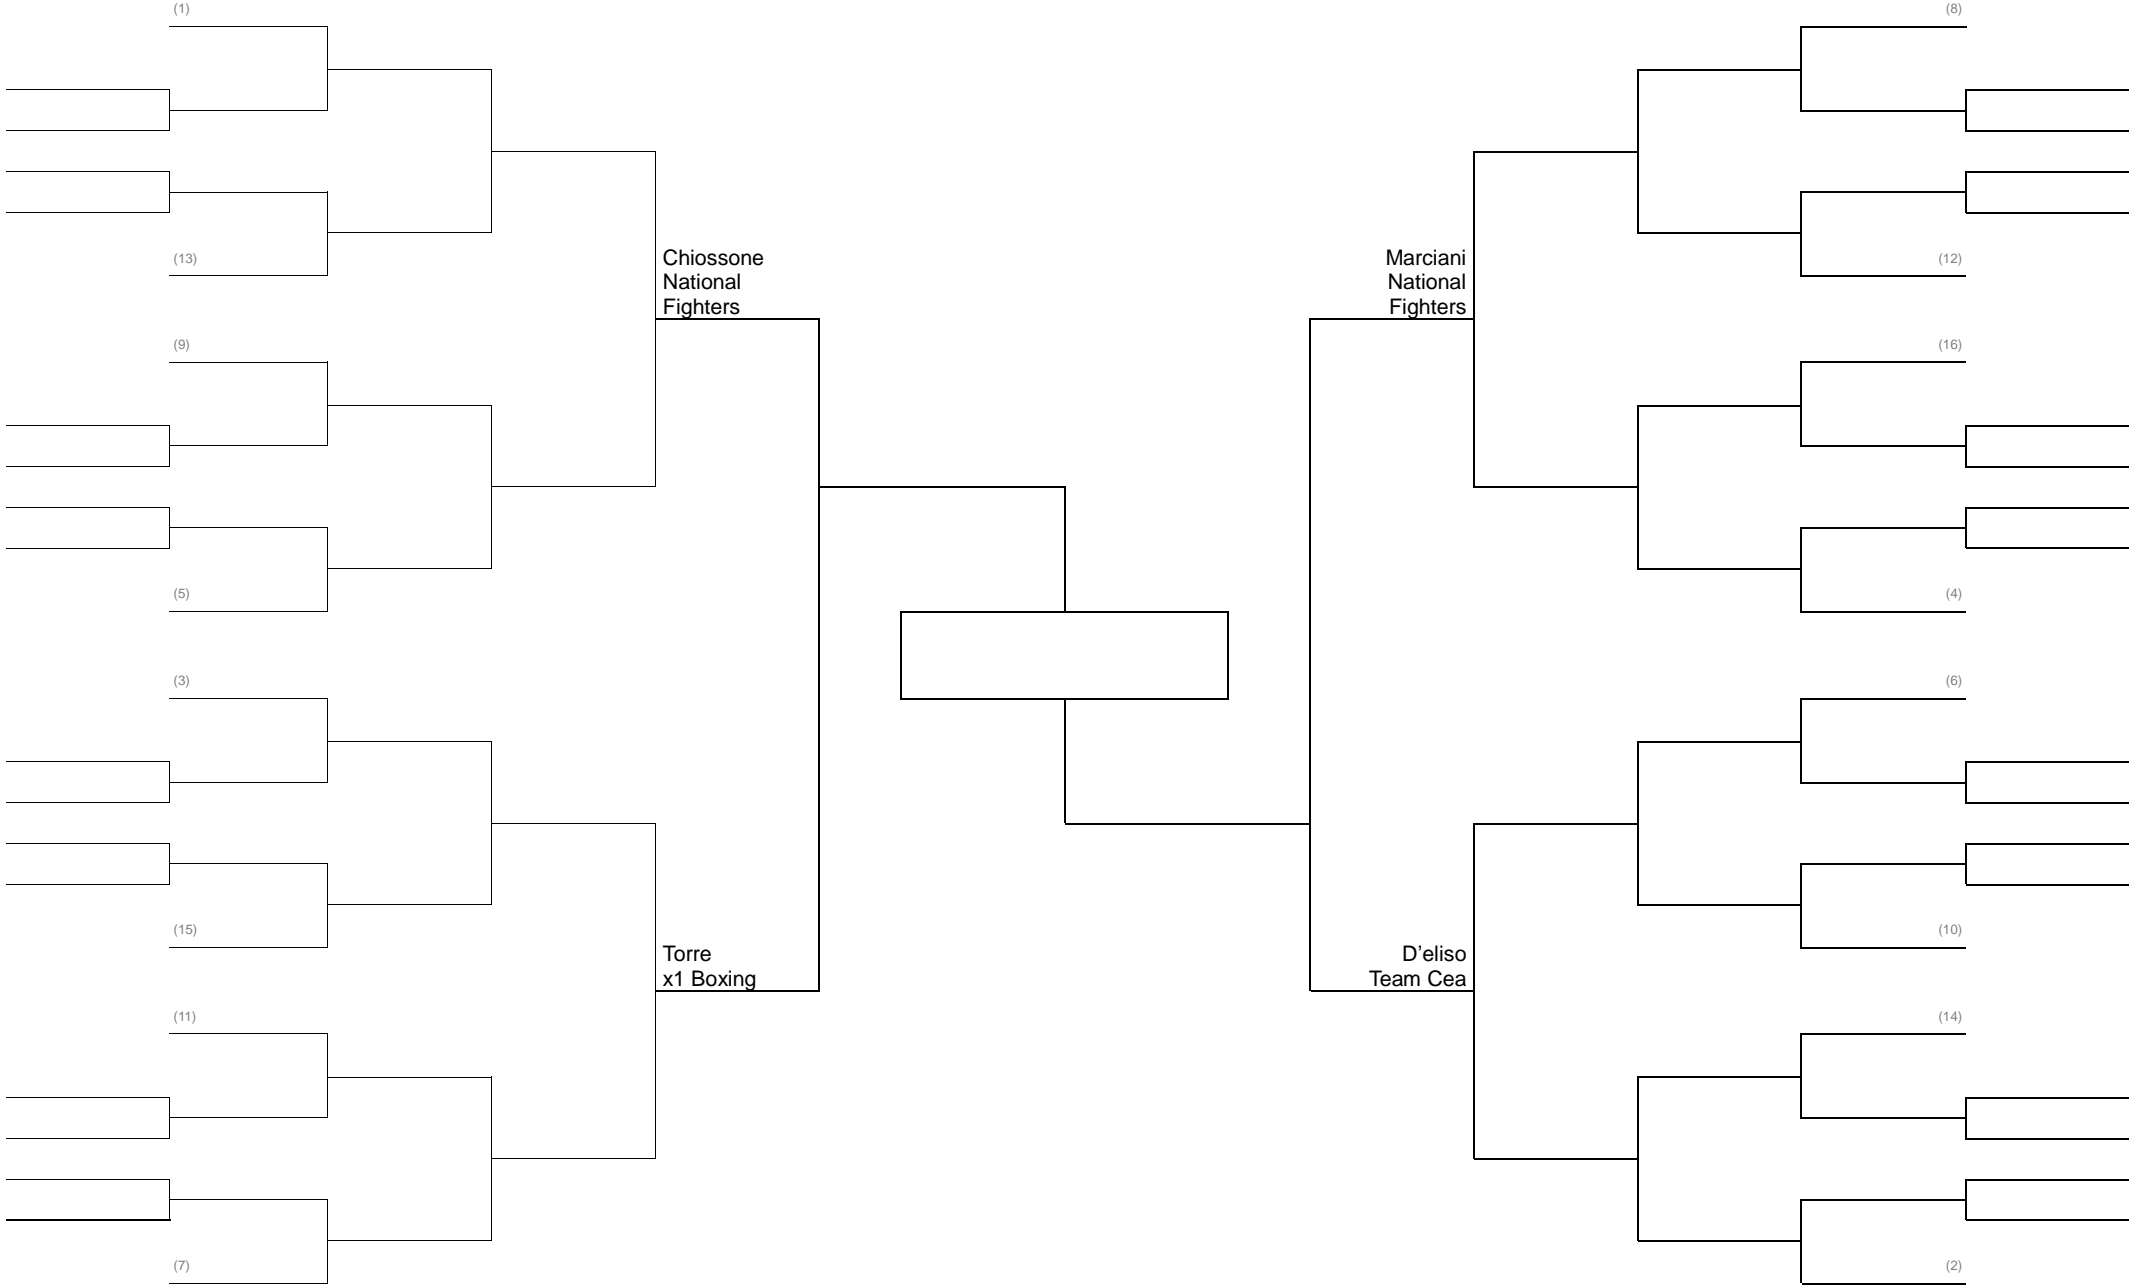 (1)
(8)
Chiossone
National
Fighters
Marciani
National
Fighters
(13)
(12)
(9)
(16)
(5)
(4)
(3)
(6)
(15)
(10)
Torre
x1 Boxing
D'eliso
Team Cea
(11)
(14)
(7)
(2)